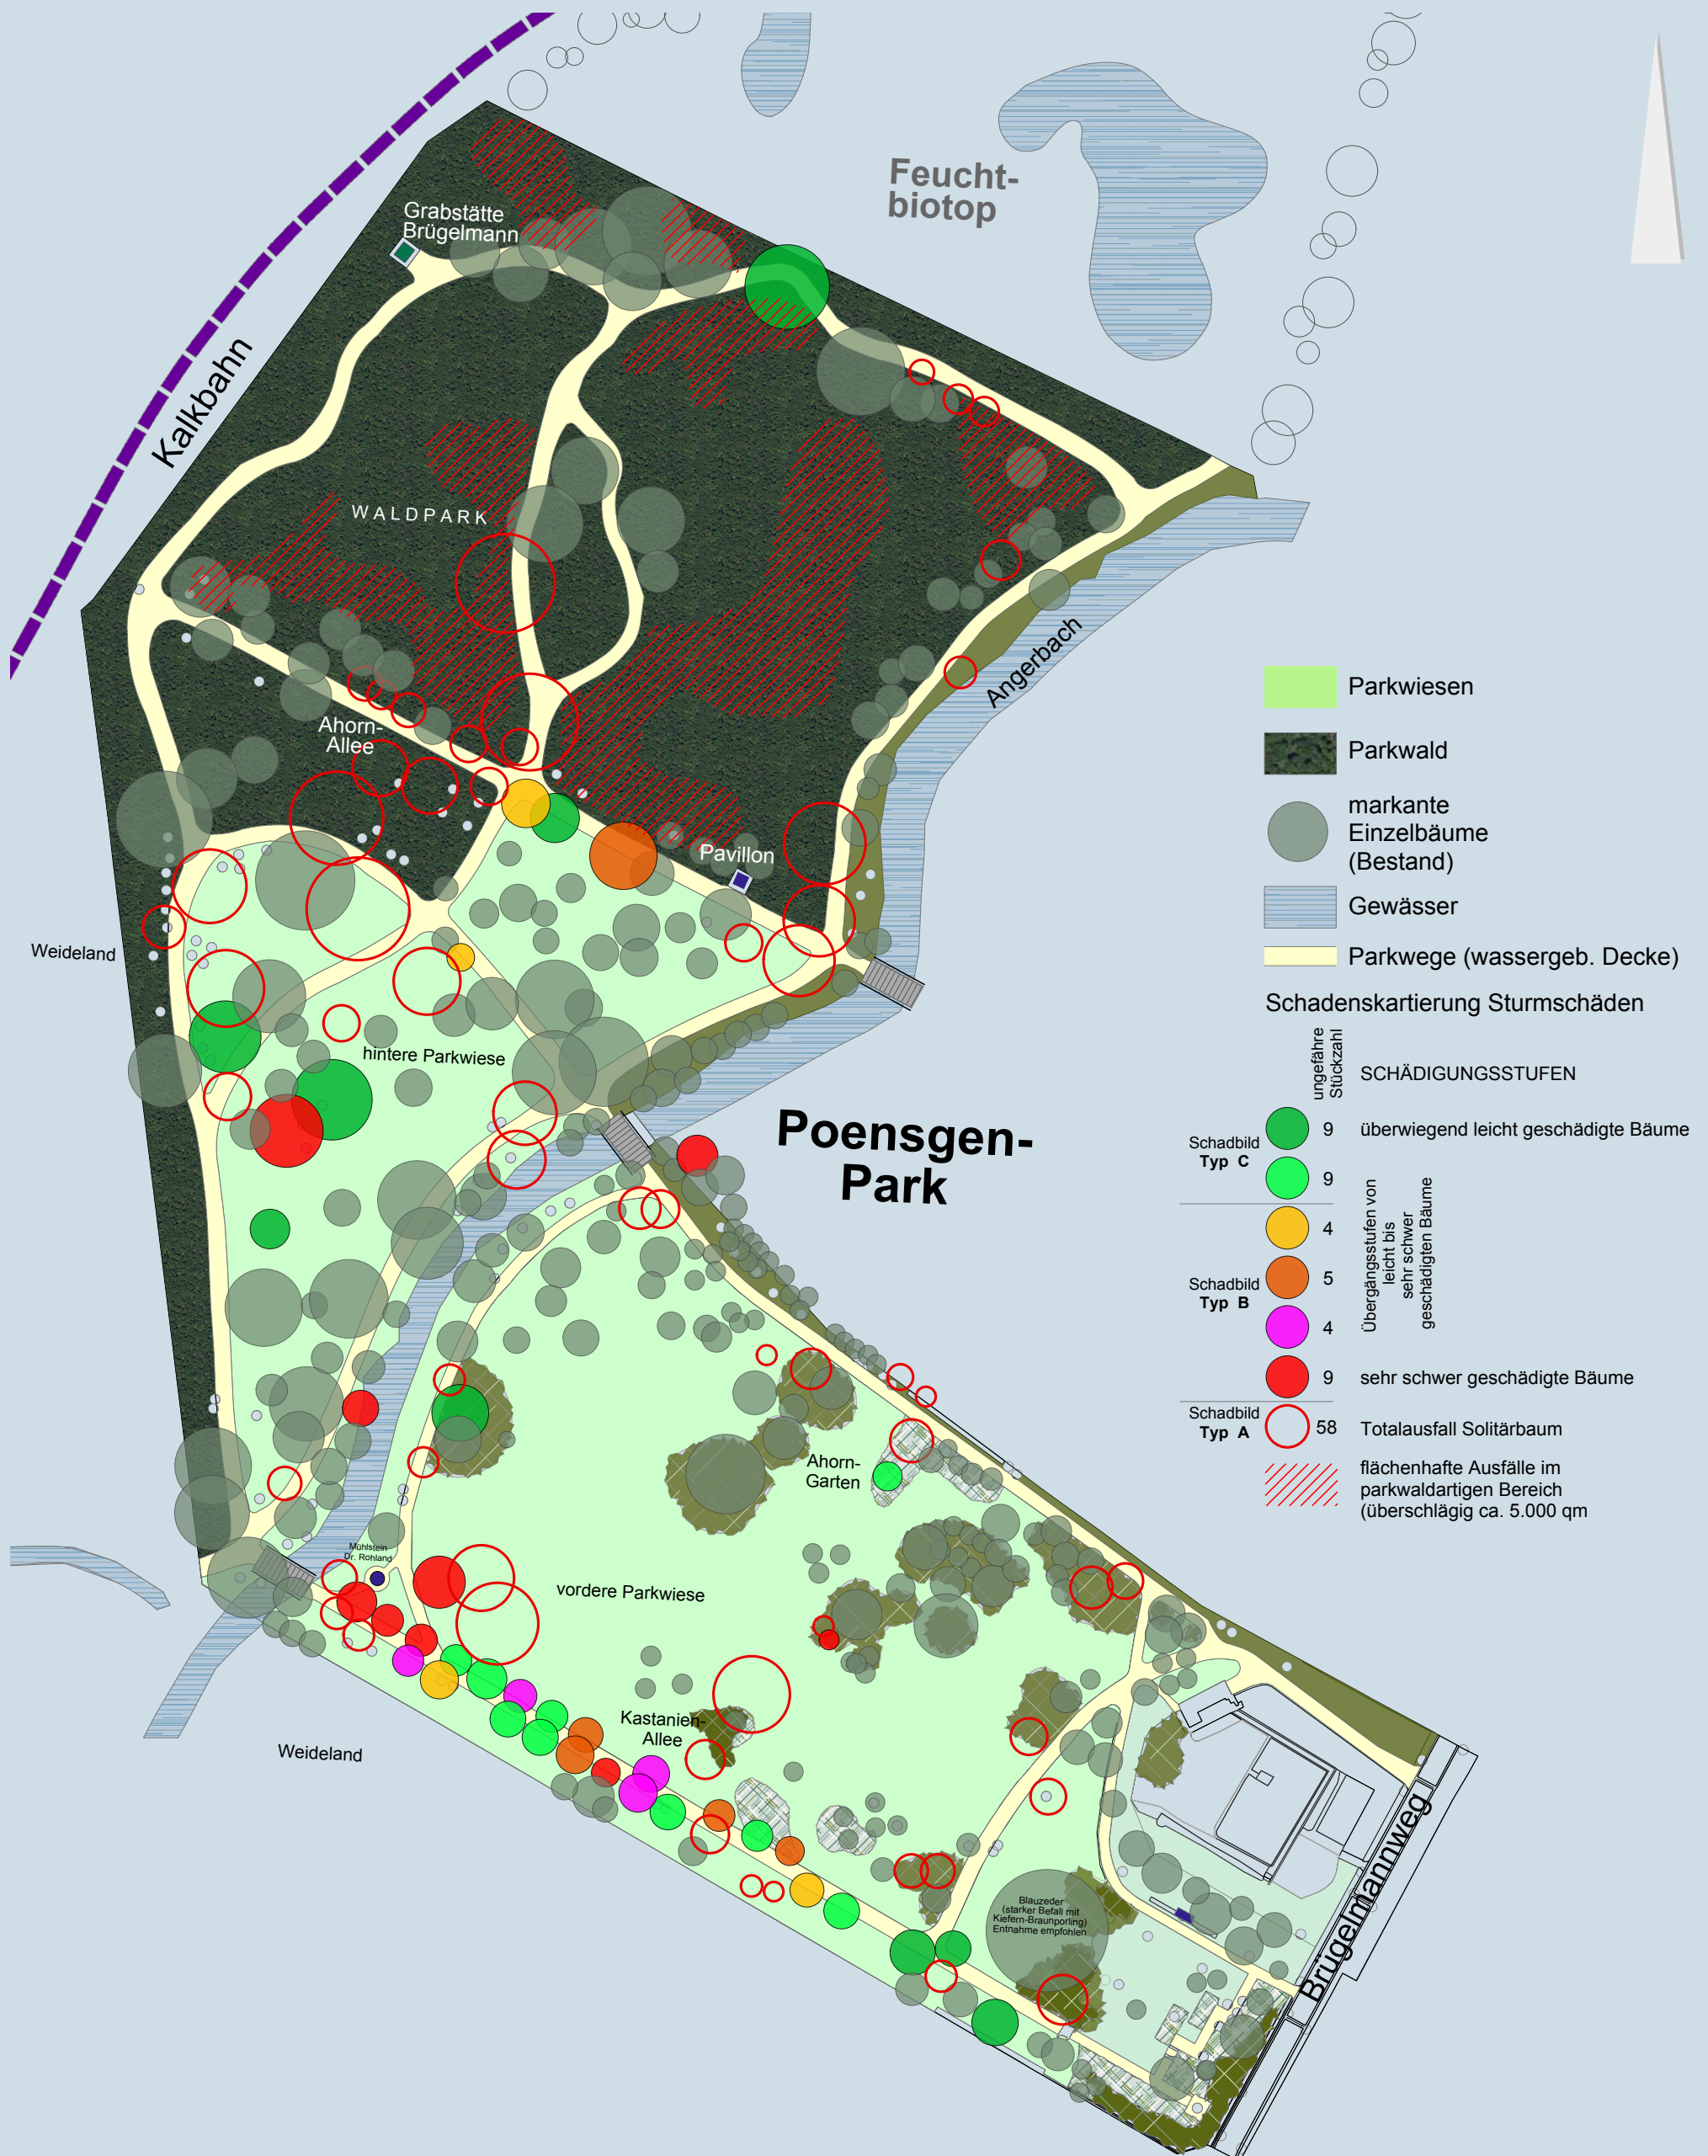 Feucht-
biotop
Grabstätte
Brügelmann
Kalkbahn
WALDPARK
Angerbach
Ahorn-
Allee
Pavillon
Weideland
hintere Parkwiese
Poensgen-
Park
Ahorn-
Garten
Mühlstein
Dr. Rohland
vordere Parkwiese
Kastanien-
Allee
Weideland
Blauzeder
(starker Befall mit
Kiefern-Braunporling)
Entnahme empfohlen
Brügelmannweg
Parkwiesen
Parkwald
markante
Einzelbäume
(Bestand)
Gewässer
Parkwege (wassergeb. Decke)
Schadenskartierung Sturmschäden
ungefähre
Stückzahl
SCHÄDIGUNGSSTUFEN
Schadbild
Typ C
9 überwiegend leicht geschädigte Bäume
9
Übergängsstufen von
leicht bis
sehr schwer
geschädigten Bäume
Schadbild
Typ B
4
5
4
9 sehr schwer geschädigte Bäume
Schadbild
Typ A
58 Totalausfall Solitärbaum
flächenhafte Ausfälle im
parkwaldartigen Bereich
(überschlägig ca. 5.000 qm